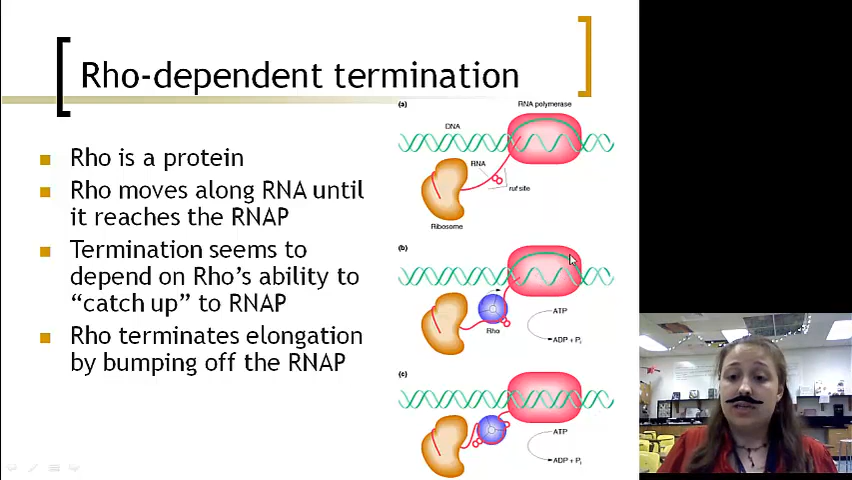 Rho-dependent termination
Rho is a protein
Rho moves along RNA until
it reaches the RNAP
Termination seems to
depend on Rho's ability to
“catch up” to RNAP
Rho terminates elongation
by bumping off the RNAP
(a)
RNA polymerase
DNA
RNA
ruf site
Ribosome
(b)
ATP
Rho
ADP + Pi
(c)
ATP
ADP + Pi